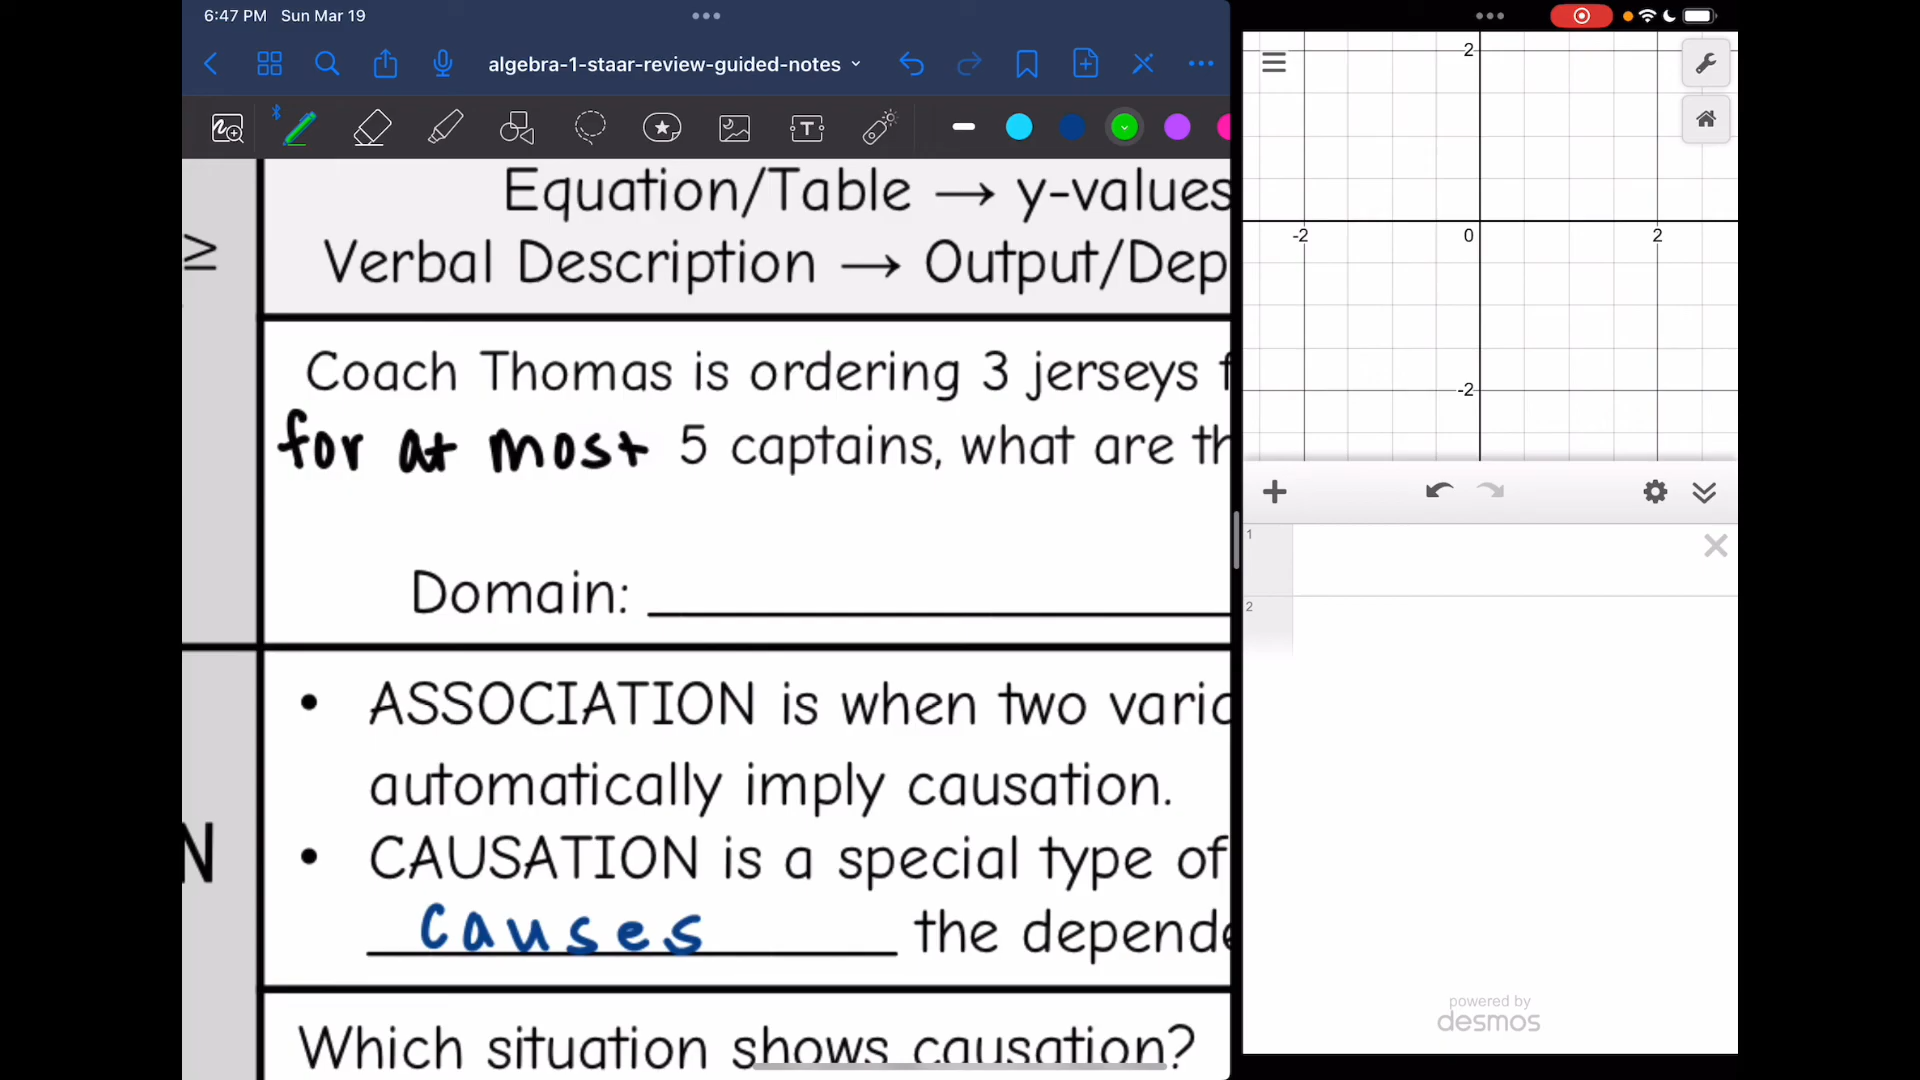 6:47 PM Sun Mar 19
algebra-1-staar-review-guided-notes
Equation/Table → y-values
Verbal Description → Output/Dep
≥
Coach Thomas is ordering 3 jerseys f
for at most 5 captains, what are th
Domain:
• ASSOCIATION is when two varia
automatically imply causation.
• CAUSATION is a special type of
N
causes the depende
Which situation shows causation?
2
-2 0 2
-2
1
2
powered by
desmos